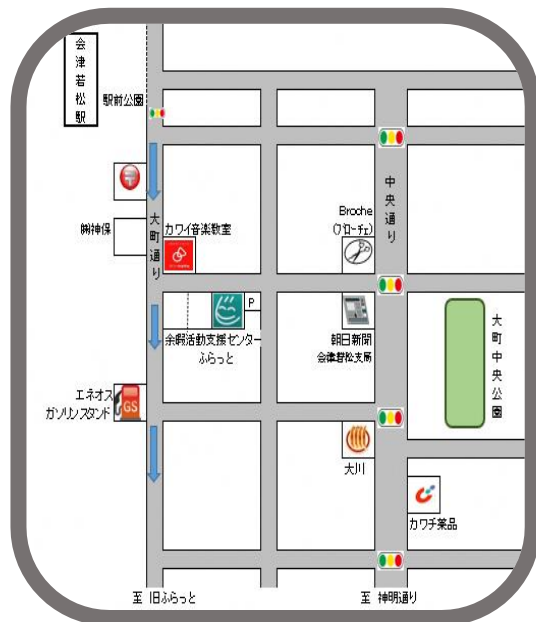 会津若松駅
駅前公園
大町通り
中央通り
㈱神保
カワイ音楽教室
Broche
(ブローチェ)
P
余暇活動支援センター
ふらっと
朝日新聞
会津若松支局
大町中央公園
エネオス
ガソリンスタンド
GS
大川
カワチ薬品
至 旧ふらっと
至 神明通り